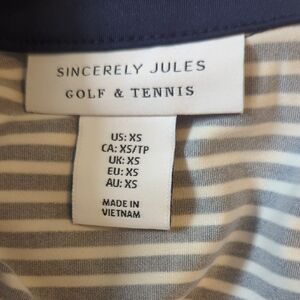 SINCERELY JULES
GOLF & TENNIS
US: XS
CA: XS/TP
UK: XS
EU: XS
AU: XS
MADE IN
VIETNAM